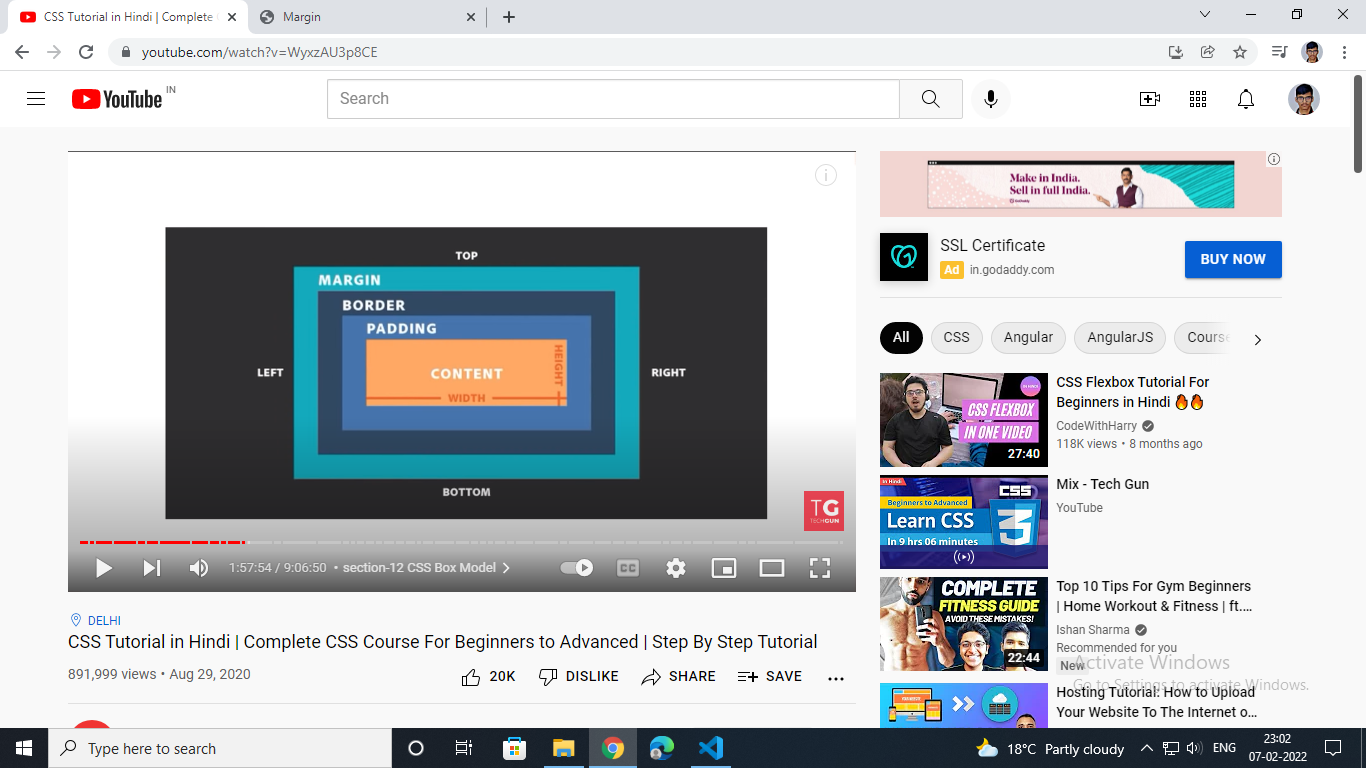 CSS Tutorial in Hindi | Complete
Margin
youtube.com/watch?v=WyxzAU3p8CE
YouTube IN
Search
TOP
MARGIN
BORDER
PADDING
HEIGHT
LEFT
CONTENT
RIGHT
WIDTH
BOTTOM
TG
TECHGUN
1:57:54 / 9:06:50 • section-12 CSS Box Model
CC
DELHI
CSS Tutorial in Hindi | Complete CSS Course For Beginners to Advanced | Step By Step Tutorial
891,999 views • Aug 29, 2020
20K DISLIKE SHARE SAVE
Make in India.
Sell in full India.
GoDaddy
SSL Certificate
Ad in.godaddy.com
BUY NOW
All CSS Angular AngularJS Course
CSS FLEXBOX
IN ONE VIDEO
27:40
CSS Flexbox Tutorial For
Beginners in Hindi 🔥🔥
CodeWithHarry
118K views • 8 months ago
In Hindi
Beginners to Advanced
Learn CSS
In 9 hrs 06 minutes
CSS
3
Mix - Tech Gun
YouTube
COMPLETE
FITNESS GUIDE
AVOID THESE MISTAKES!
22:44
Top 10 Tips For Gym Beginners
| Home Workout & Fitness | ft....
Ishan Sharma
Recommended for you
New
Activate Windows
Go to Settings to activate Windows.
Hosting Tutorial: How to Upload
Your Website To The Internet o...
Type here to search
18°C Partly cloudy
ENG
23:02
07-02-2022